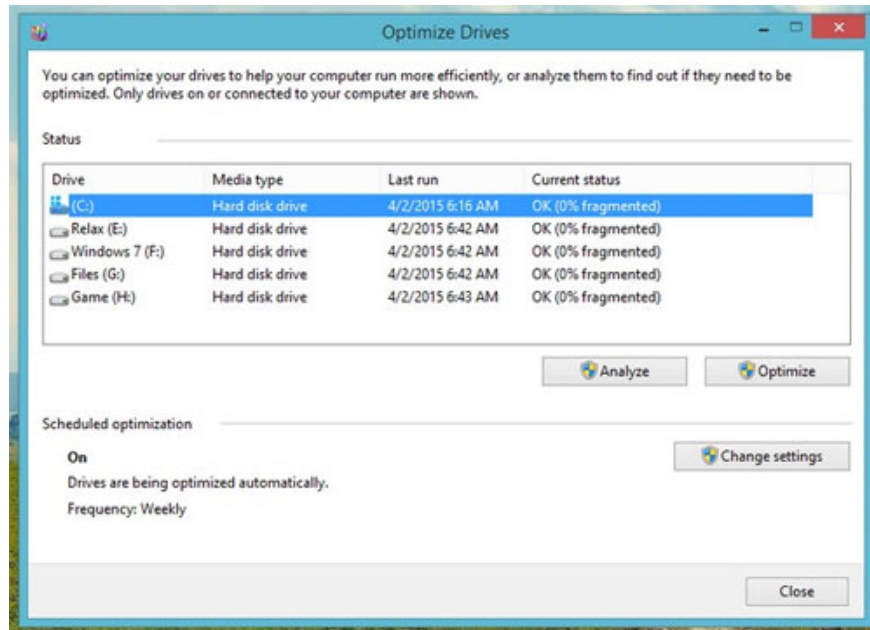 Optimize Drives
You can optimize your drives to help your computer run more efficiently, or analyze them to find out if they need to be
optimized. Only drives on or connected to your computer are shown.
Status
Drive Media type Last run Current status
(C:) Hard disk drive 4/2/2015 6:16 AM OK (0% fragmented)
Relax (E:) Hard disk drive 4/2/2015 6:42 AM OK (0% fragmented)
Windows 7 (F:) Hard disk drive 4/2/2015 6:42 AM OK (0% fragmented)
Files (G:) Hard disk drive 4/2/2015 6:42 AM OK (0% fragmented)
Game (H:) Hard disk drive 4/2/2015 6:43 AM OK (0% fragmented)
Analyze Optimize
Scheduled optimization
On
Change settings
Drives are being optimized automatically.
Frequency: Weekly
Close